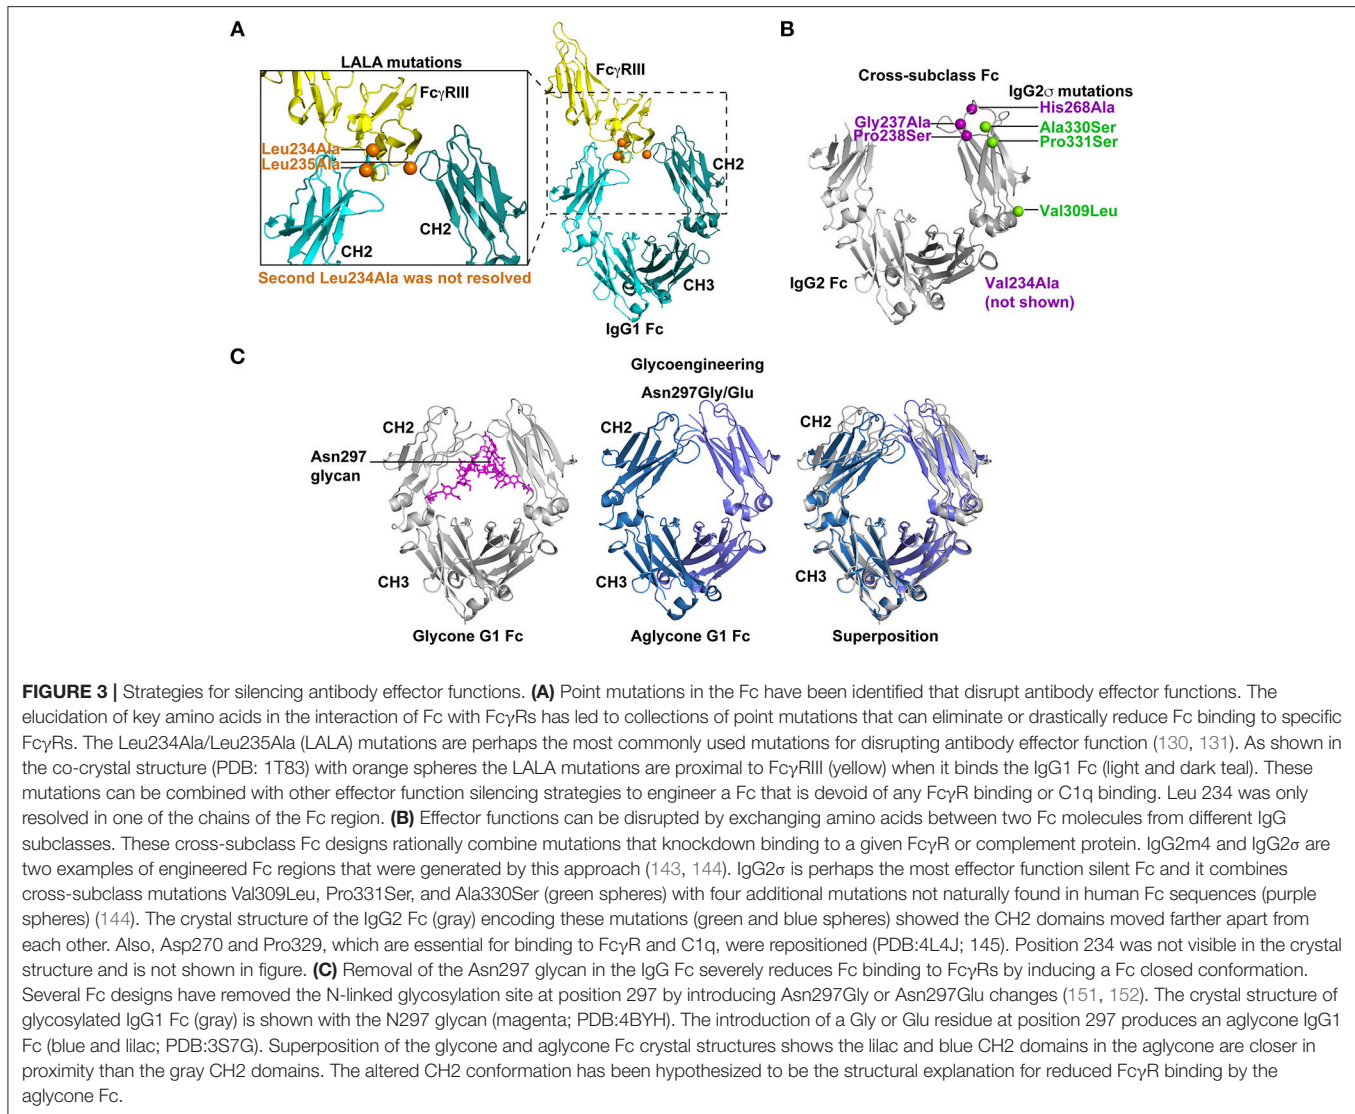 A
LALA mutations
FcγRIII
Leu234Ala
Leu235Ala
CH2
CH2
Second Leu234Ala was not resolved
FcγRIII
CH2
CH3
IgG1 Fc
B
Cross-subclass Fc
IgG2σ mutations
His268Ala
Gly237Ala
Ala330Ser
Pro238Ser
Pro331Ser
Val309Leu
IgG2 Fc
Val234Ala
(not shown)
C
Glycoengineering
Asn297Gly/Glu
CH2
Asn297
glycan
CH3
Glycone G1 Fc
CH2
CH3
Aglycone G1 Fc
CH2
CH3
Superposition
FIGURE 3 | Strategies for silencing antibody effector functions. (A) Point mutations in the Fc have been identified that disrupt antibody effector functions. The
elucidation of key amino acids in the interaction of Fc with FcγRs has led to collections of point mutations that can eliminate or drastically reduce Fc binding to specific
FcγRs. The Leu234Ala/Leu235Ala (LALA) mutations are perhaps the most commonly used mutations for disrupting antibody effector function (130, 131). As shown in
the co-crystal structure (PDB: 1T83) with orange spheres the LALA mutations are proximal to FcγRIII (yellow) when it binds the IgG1 Fc (light and dark teal). These
mutations can be combined with other effector function silencing strategies to engineer a Fc that is devoid of any FcγR binding or C1q binding. Leu 234 was only
resolved in one of the chains of the Fc region. (B) Effector functions can be disrupted by exchanging amino acids between two Fc molecules from different IgG
subclasses. These cross-subclass Fc designs rationally combine mutations that knockdown binding to a given FcγR or complement protein. IgG2m4 and IgG2σ are
two examples of engineered Fc regions that were generated by this approach (143, 144). IgG2σ is perhaps the most effector function silent Fc and it combines
cross-subclass mutations Val309Leu, Pro331Ser, and Ala330Ser (green spheres) with four additional mutations not naturally found in human Fc sequences (purple
spheres) (144). The crystal structure of the IgG2 Fc (gray) encoding these mutations (green and blue spheres) showed the CH2 domains moved farther apart from
each other. Also, Asp270 and Pro329, which are essential for binding to FcγR and C1q, were repositioned (PDB:4L4J; 145). Position 234 was not visible in the crystal
structure and is not shown in figure. (C) Removal of the Asn297 glycan in the IgG Fc severely reduces Fc binding to FcγRs by inducing a Fc closed conformation.
Several Fc designs have removed the N-linked glycosylation site at position 297 by introducing Asn297Gly or Asn297Glu changes (151, 152). The crystal structure of
glycosylated IgG1 Fc (gray) is shown with the N297 glycan (magenta; PDB:4BYH). The introduction of a Gly or Glu residue at position 297 produces an aglycone IgG1
Fc (blue and lilac; PDB:3S7G). Superposition of the glycone and aglycone Fc crystal structures shows the lilac and blue CH2 domains in the aglycone are closer in
proximity than the gray CH2 domains. The altered CH2 conformation has been hypothesized to be the structural explanation for reduced FcγR binding by the
aglycone Fc.